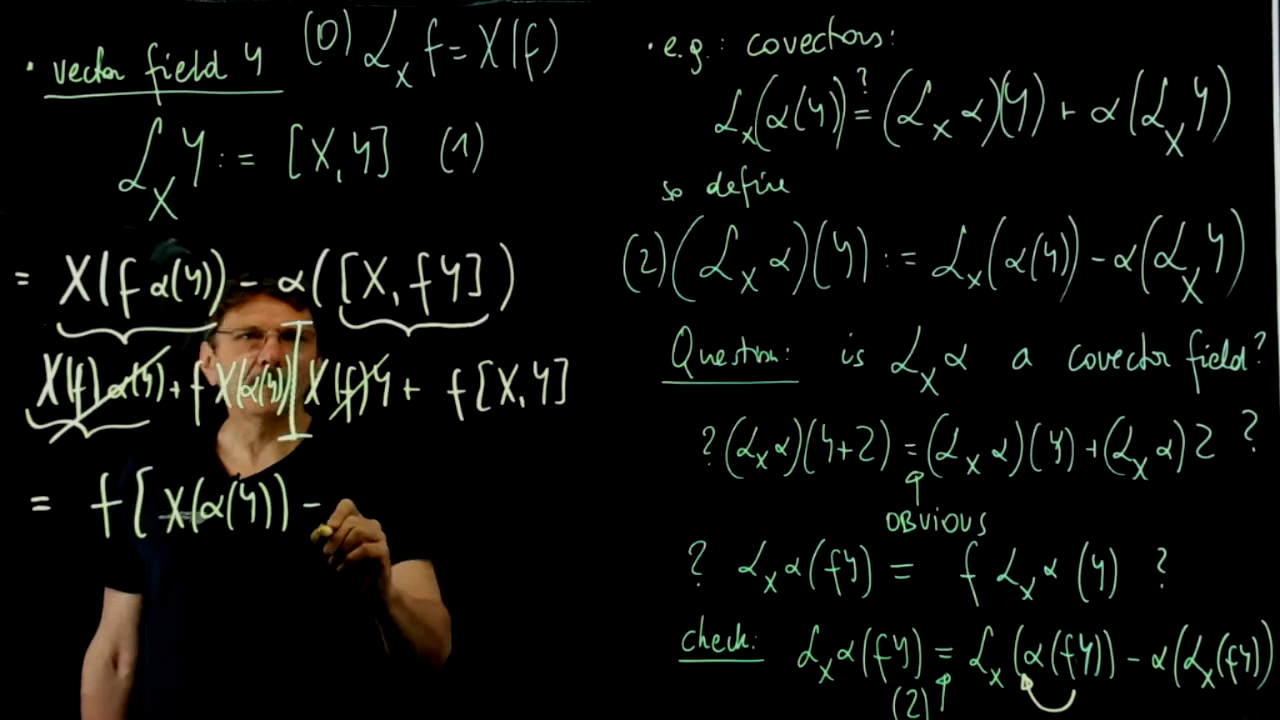 · vector field Y (0) ℒ_X f = X(f)
ℒ_X Y := [X,Y] (1)
= X(f α(Y)) - α([X, fY])
X(f) α(Y) + f X(α(Y)) X(f) Y + f[X,Y]
= f[X(α(Y)) -
· e.g.: covectors:
ℒ_X(α(Y)) ?= (ℒ_X α)(Y) + α(ℒ_X Y)
so define
(2) (ℒ_X α)(Y) := ℒ_X(α(Y)) - α(ℒ_X Y)
Question: is ℒ_X α a covector field?
? (ℒ_X α)(Y+Z) = (ℒ_X α)(Y) + (ℒ_X α) Z ?
OBVIOUS
? ℒ_X α(fY) = f ℒ_X α (Y) ?
check: ℒ_X α(fY) = ℒ_X(α(fY)) - α(ℒ_X(fY))
(2)